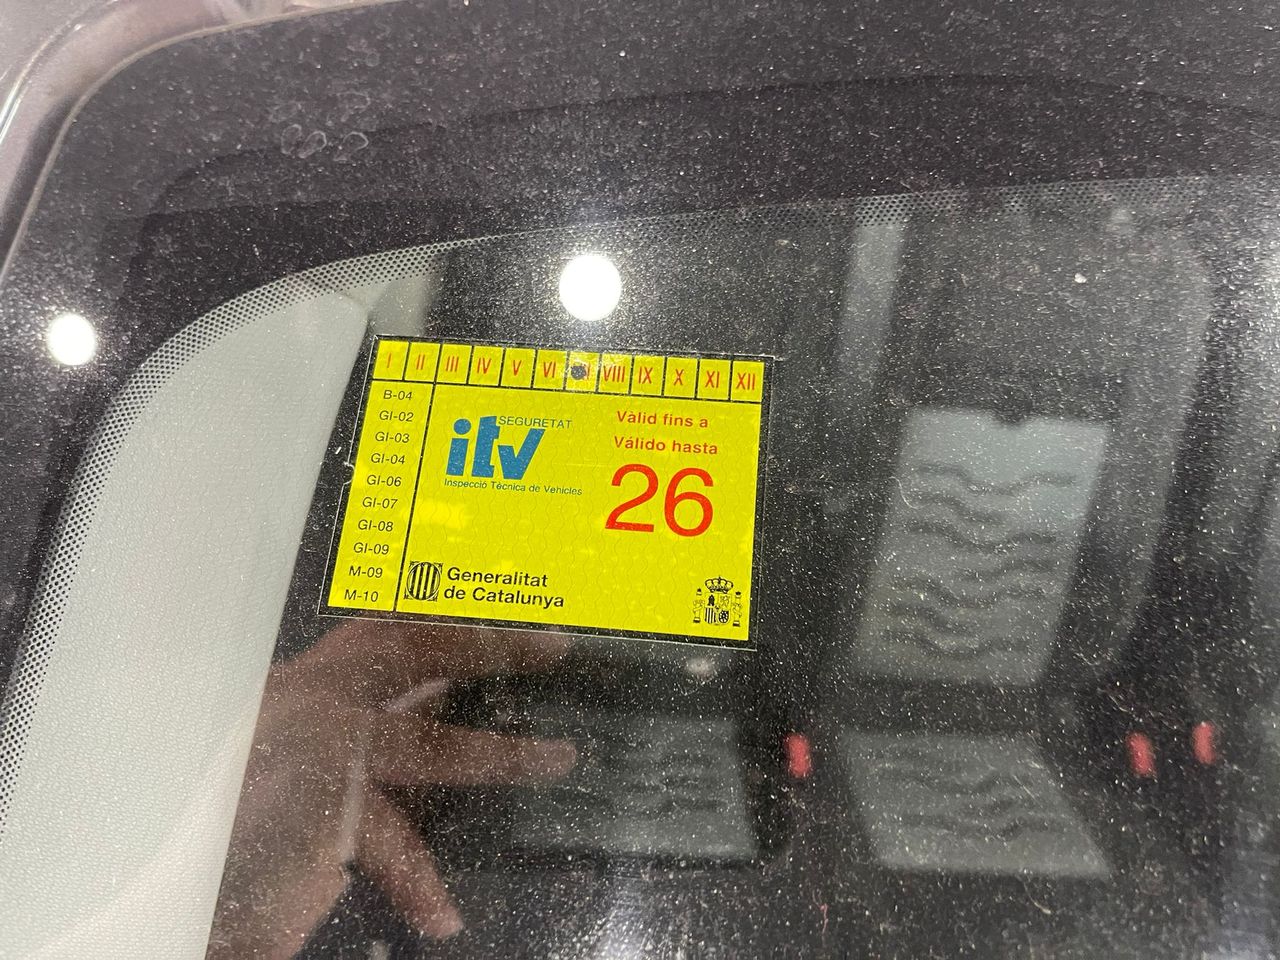 I II III IV V VI VIII IX X XI XII
B-04
GI-02
GI-03
GI-04
GI-06
GI-07
GI-08
GI-09
M-09
M-10
SEGURETAT
itv
Inspecció Tècnica de Vehicles
Vàlid fins a
Válido hasta
26
Generalitat
de Catalunya